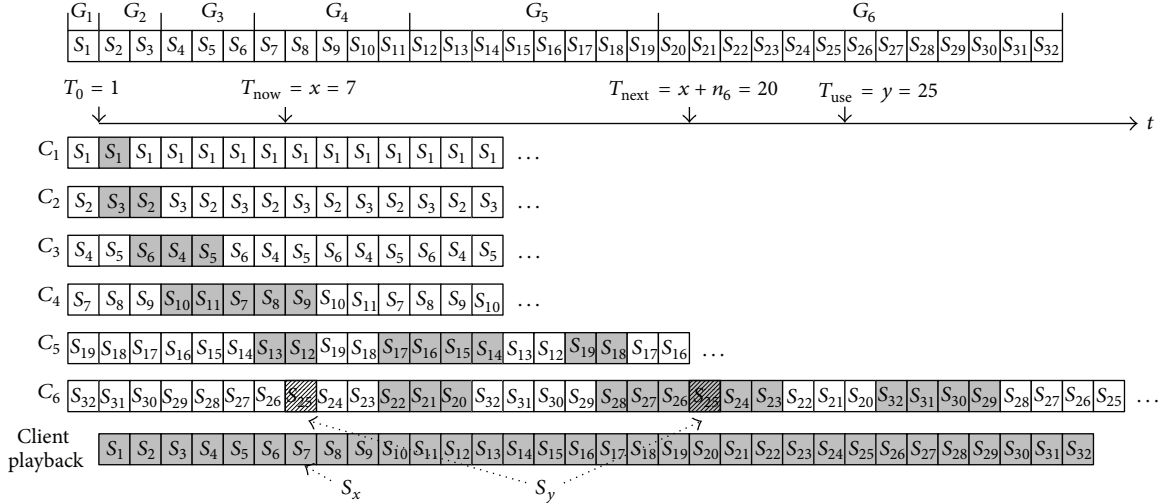 G1 G2 G3 G4 G5 G6
S1 S2 S3 S4 S5 S6 S7 S8 S9 S10 S11 S12 S13 S14 S15 S16 S17 S18 S19 S20 S21 S22 S23 S24 S25 S26 S27 S28 S29 S30 S31 S32
T0 = 1 Tnow = x = 7 Tnext = x + n6 = 20 Tuse = y = 25
t
C1 S1 S1 S1 S1 S1 S1 S1 S1 S1 S1 S1 S1 S1 S1 ...
C2 S2 S3 S2 S3 S2 S3 S2 S3 S2 S3 S2 S3 S2 S3 ...
C3 S4 S5 S6 S4 S5 S6 S4 S5 S6 S4 S5 S6 S4 S5 ...
C4 S7 S8 S9 S10 S11 S7 S8 S9 S10 S11 S7 S8 S9 S10 ...
C5 S19 S18 S17 S16 S15 S14 S13 S12 S19 S18 S17 S16 S15 S14 S13 S12 S19 S18 S17 S16 ...
C6 S32 S31 S30 S29 S28 S27 S26 S25 S24 S23 S22 S21 S20 S32 S31 S30 S29 S28 S27 S26 S25 S24 S23 S22 S21 S20 S32 S31 S30 S29 S28 S27 S26 S25 ...
Client playback S1 S2 S3 S4 S5 S6 S7 S8 S9 S10 S11 S12 S13 S14 S15 S16 S17 S18 S19 S20 S21 S22 S23 S24 S25 S26 S27 S28 S29 S30 S31 S32
Sx Sy